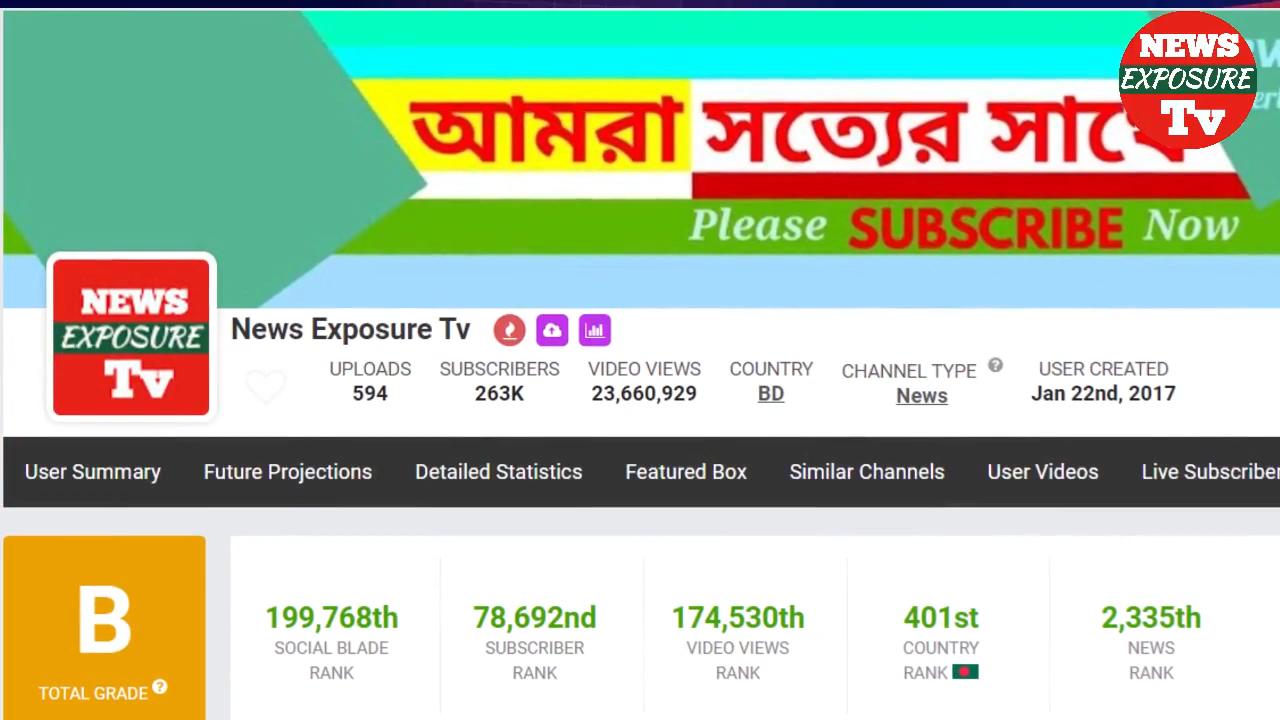 আমরা সত্যের সাথে
NEWS
EXPOSURE
Tv
Please SUBSCRIBE Now
NEWS
EXPOSURE
Tv
News Exposure Tv
UPLOADS SUBSCRIBERS VIDEO VIEWS COUNTRY CHANNEL TYPE ? USER CREATED
594 263K 23,660,929 BD News Jan 22nd, 2017
User Summary Future Projections Detailed Statistics Featured Box Similar Channels User Videos Live Subscriber
B
TOTAL GRADE ?
199,768th 78,692nd 174,530th 401st 2,335th
SOCIAL BLADE SUBSCRIBER VIDEO VIEWS COUNTRY NEWS
RANK RANK RANK RANK RANK